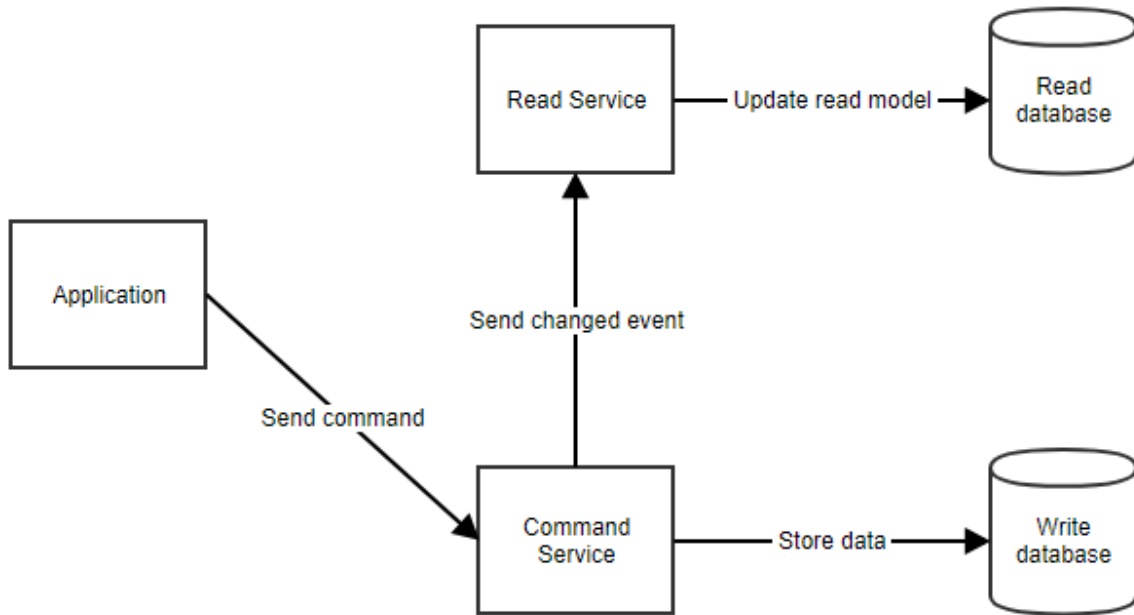 Read Service
Update read model
Read
database
Application
Send changed event
Send command
Command
Service
Store data
Write
database